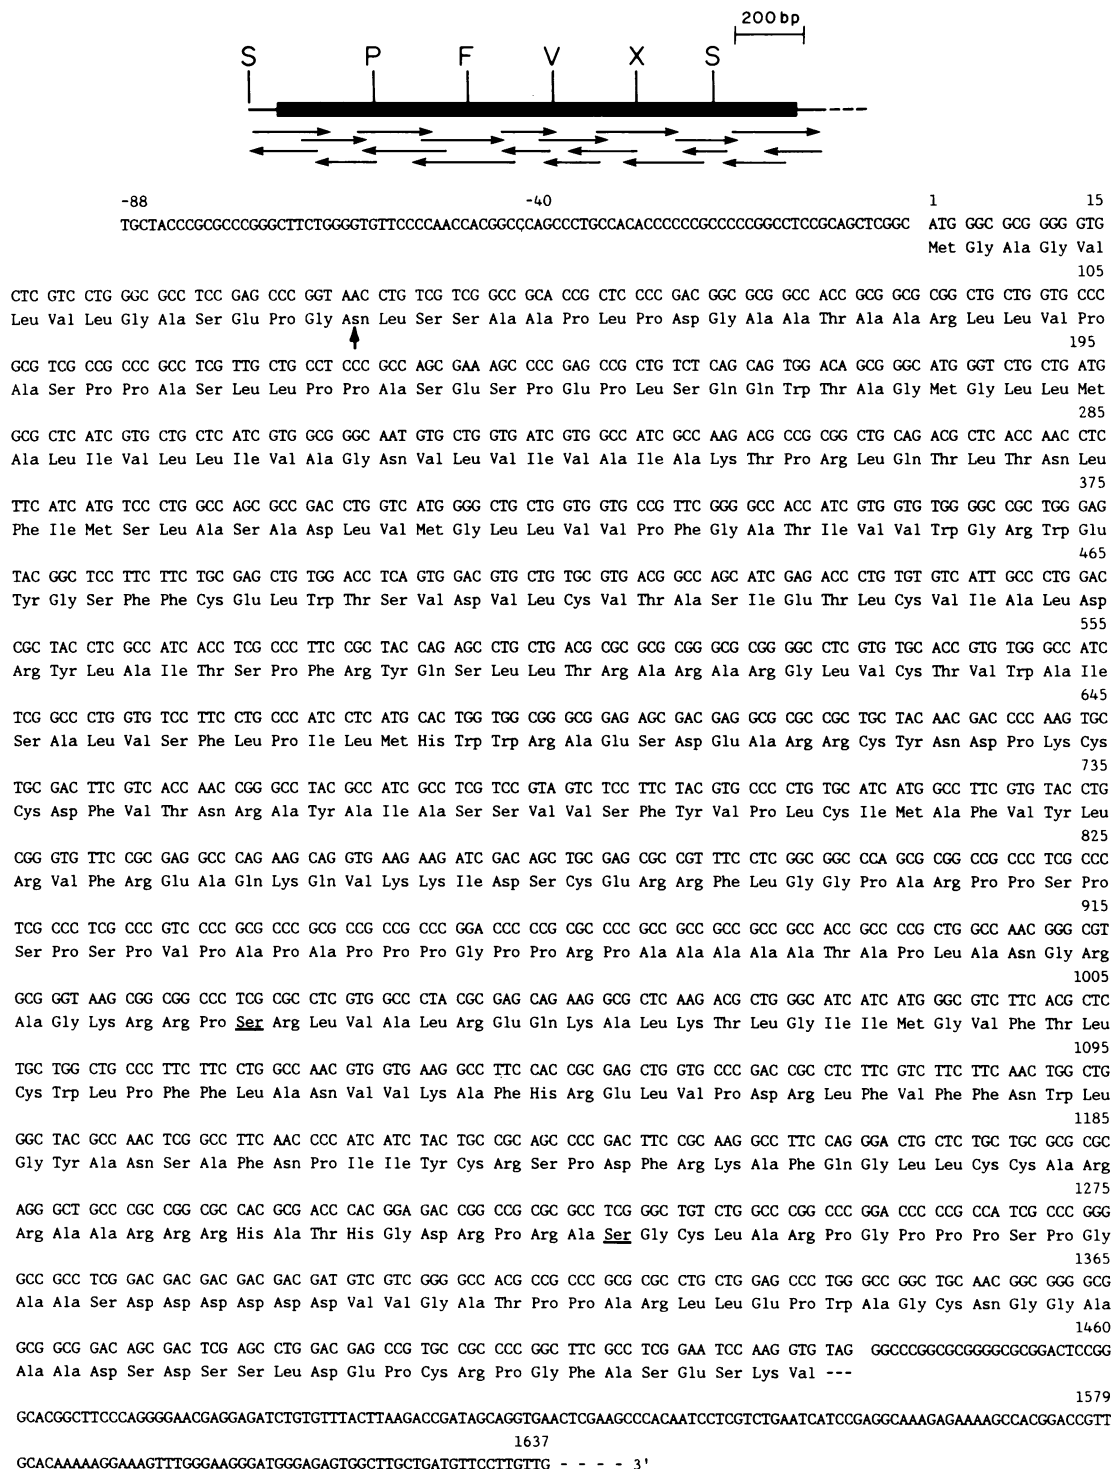 200 bp
S P F V X S
-88 -40 1 15
TGCTACCCGCGCCCGGGCTTCTGGGGTGTTCCCCAACCACGGCCCAGCCCTGCCACACCCCCCGCCCCCGGCCTCCGCAGCTCGGC ATG GGC GCG GGG GTG
Met Gly Ala Gly Val
105
CTC GTC CTG GGC GCC TCC GAG CCC GGT AAC CTG TCG TCG GCC GCA CCG CTC CCC GAC GGC GCG GCC ACC GCG GCG CGG CTG CTG GTG CCC
Leu Val Leu Gly Ala Ser Glu Pro Gly Asn Leu Ser Ser Ala Ala Pro Leu Pro Asp Gly Ala Ala Thr Ala Ala Arg Leu Leu Val Pro
195
GCG TCG CCG CCC GCC TCG TTG CTG CCT CCC GCC AGC GAA AGC CCC GAG CCG CTG TCT CAG CAG TGG ACA GCG GGC ATG GGT CTG CTG ATG
Ala Ser Pro Pro Ala Ser Leu Leu Pro Pro Ala Ser Glu Ser Pro Glu Pro Leu Ser Gln Gln Trp Thr Ala Gly Met Gly Leu Leu Met
285
GCG CTC ATC GTG CTG CTC ATC GTG GCG GGC AAT GTG CTG GTG ATC GTG GCC ATC GCC AAG ACG CCG CGG CTG CAG ACG CTC ACC AAC CTC
Ala Leu Ile Val Leu Leu Ile Val Ala Gly Asn Val Leu Val Ile Val Ala Ile Ala Lys Thr Pro Arg Leu Gln Thr Leu Thr Asn Leu
375
TTC ATC ATG TCC CTG GCC AGC GCC GAC CTG GTC ATG GGG CTG CTG GTG GTG CCG TTC GGG GCC ACC ATC GTG GTG TGG GGC CGC TGG GAG
Phe Ile Met Ser Leu Ala Ser Ala Asp Leu Val Met Gly Leu Leu Val Val Pro Phe Gly Ala Thr Ile Val Val Trp Gly Arg Trp Glu
465
TAC GGC TCC TTC TTC TGC GAG CTG TGG ACC TCA GTG GAC GTG CTG TGC GTG ACG GCC AGC ATC GAG ACC CTG TGT GTC ATT GCC CTG GAC
Tyr Gly Ser Phe Phe Cys Glu Leu Trp Thr Ser Val Asp Val Leu Cys Val Thr Ala Ser Ile Glu Thr Leu Cys Val Ile Ala Leu Asp
555
CGC TAC CTC GCC ATC ACC TCG CCC TTC CGC TAC CAG AGC CTG CTG ACG CGC GCG CGG GCG CGG GGC CTC GTG TGC ACC GTG TGG GCC ATC
Arg Tyr Leu Ala Ile Thr Ser Pro Phe Arg Tyr Gln Ser Leu Leu Thr Arg Ala Arg Ala Arg Gly Leu Val Cys Thr Val Trp Ala Ile
645
TCG GCC CTG GTG TCC TTC CTG CCC ATC CTC ATG CAC TGG TGG CGG GCG GAG AGC GAC GAG GCG CGC CGC TGC TAC AAC GAC CCC AAG TGC
Ser Ala Leu Val Ser Phe Leu Pro Ile Leu Met His Trp Trp Arg Ala Glu Ser Asp Glu Ala Arg Arg Cys Tyr Asn Asp Pro Lys Cys
735
TGC GAC TTC GTC ACC AAC CGG GCC TAC GCC ATC GCC TCG TCC GTA GTC TCC TTC TAC GTG CCC CTG TGC ATC ATG GCC TTC GTG TAC CTG
Cys Asp Phe Val Thr Asn Arg Ala Tyr Ala Ile Ala Ser Ser Val Val Ser Phe Tyr Val Pro Leu Cys Ile Met Ala Phe Val Tyr Leu
825
CGG GTG TTC CGC GAG GCC CAG AAG CAG GTG AAG AAG ATC GAC AGC TGC GAG CGC CGT TTC CTC GGC GGC CCA GCG CGG CCG CCC TCG CCC
Arg Val Phe Arg Glu Ala Gln Lys Gln Val Lys Lys Ile Asp Ser Cys Glu Arg Arg Phe Leu Gly Gly Pro Ala Arg Pro Pro Ser Pro
915
TCG CCC TCG CCC GTC CCC GCG CCC GCG CCG CCG CCC GGA CCC CCG CGC CCC GCC GCC GCC GCC GCC ACC GCC CCG CTG GCC AAC GGG CGT
Ser Pro Ser Pro Val Pro Ala Pro Ala Pro Pro Pro Gly Pro Pro Arg Pro Ala Ala Ala Ala Ala Thr Ala Pro Leu Ala Asn Gly Arg
1005
GCG GGT AAG CGG CGG CCC TCG CGC CTC GTG GCC CTA CGC GAG CAG AAG GCG CTC AAG ACG CTG GGC ATC ATC ATG GGC GTC TTC ACG CTC
Ala Gly Lys Arg Arg Pro Ser Arg Leu Val Ala Leu Arg Glu Gln Lys Ala Leu Lys Thr Leu Gly Ile Ile Met Gly Val Phe Thr Leu
1095
TGC TGG CTG CCC TTC TTC CTG GCC AAC GTG GTG AAG GCC TTC CAC CGC GAG CTG GTG CCC GAC CGC CTC TTC GTC TTC TTC AAC TGG CTG
Cys Trp Leu Pro Phe Phe Leu Ala Asn Val Val Lys Ala Phe His Arg Glu Leu Val Pro Asp Arg Leu Phe Val Phe Phe Asn Trp Leu
1185
GGC TAC GCC AAC TCG GCC TTC AAC CCC ATC ATC TAC TGC CGC AGC CCC GAC TTC CGC AAG GCC TTC CAG GGA CTG CTC TGC TGC GCG CGC
Gly Tyr Ala Asn Ser Ala Phe Asn Pro Ile Ile Tyr Cys Arg Ser Pro Asp Phe Arg Lys Ala Phe Gln Gly Leu Leu Cys Cys Ala Arg
1275
AGG GCT GCC CGC CGG CGC CAC GCG ACC CAC GGA GAC CGG CCG CGC GCC TCG GGC TGT CTG GCC CGG CCC GGA CCC CCG CCA TCG CCC GGG
Arg Ala Ala Arg Arg Arg His Ala Thr His Gly Asp Arg Pro Arg Ala Ser Gly Cys Leu Ala Arg Pro Gly Pro Pro Pro Ser Pro Gly
1365
GCC GCC TCG GAC GAC GAC GAC GAC GAT GTC GTC GGG GCC ACG CCG CCC GCG CGC CTG CTG GAG CCC TGG GCC GGC TGC AAC GGC GGG GCG
Ala Ala Ser Asp Asp Asp Asp Asp Asp Val Val Gly Ala Thr Pro Pro Ala Arg Leu Leu Glu Pro Trp Ala Gly Cys Asn Gly Gly Ala
1460
GCG GCG GAC AGC GAC TCG AGC CTG GAC GAG CCG TGC CGC CCC GGC TTC GCC TCG GAA TCC AAG GTG TAG GGCCCGGCGCGGGGCGCGGACTCCGG
Ala Ala Asp Ser Asp Ser Ser Leu Asp Glu Pro Cys Arg Pro Gly Phe Ala Ser Glu Ser Lys Val ---
1579
GCACGGCTTCCCAGGGGAACGAGGAGATCTGTGTTTACTTAAGACCGATAGCAGGTGAACTCGAAGCCCACAATCCTCGTCTGAATCATCCGAGGCAAAGAGAAAAGCCACGGACCGTT
1637
GCACAAAAAGGAAAGTTTGGGAAGGGATGGGAGAGTGGCTTGCTGATGTTCCTTGTTG - - - - 3'